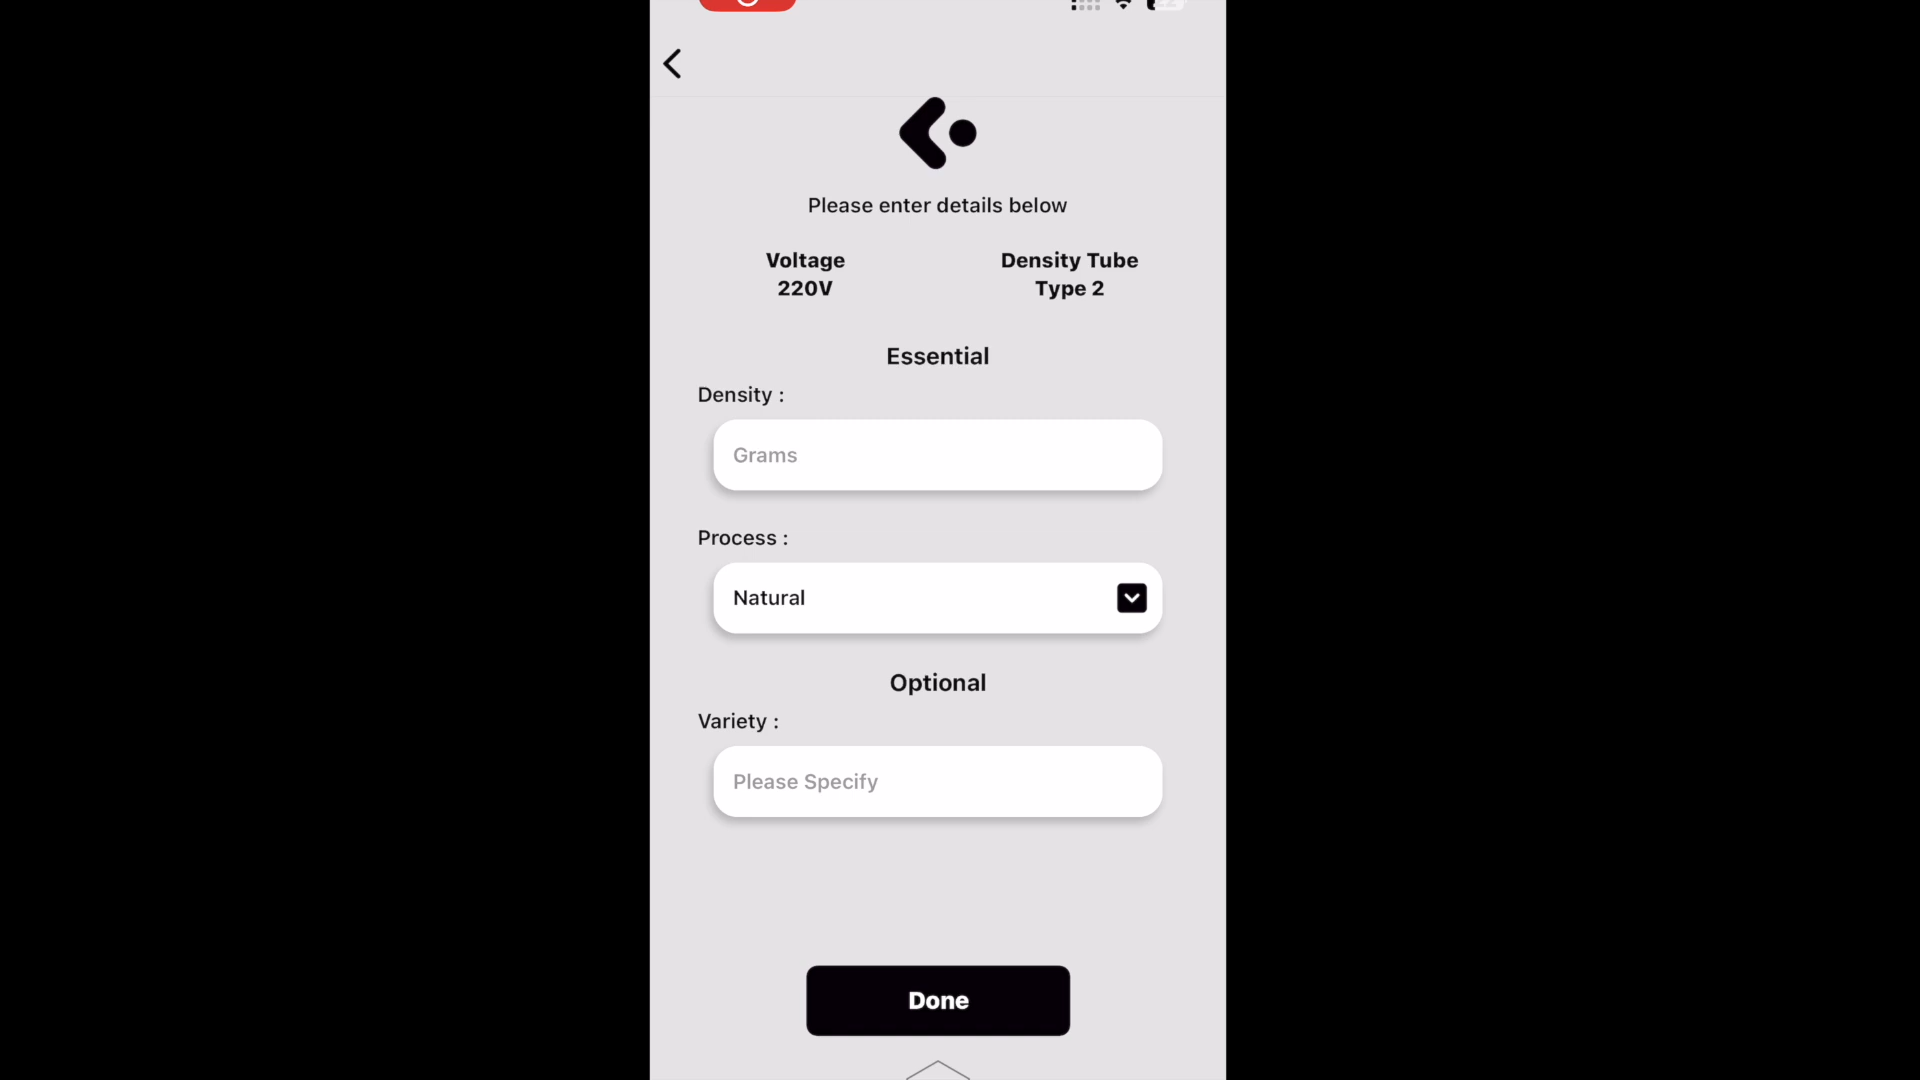 Please enter details below
Voltage Density Tube
220V Type 2
Essential
Density :
Grams
Process :
Natural
Optional
Variety :
Please Specify
Done